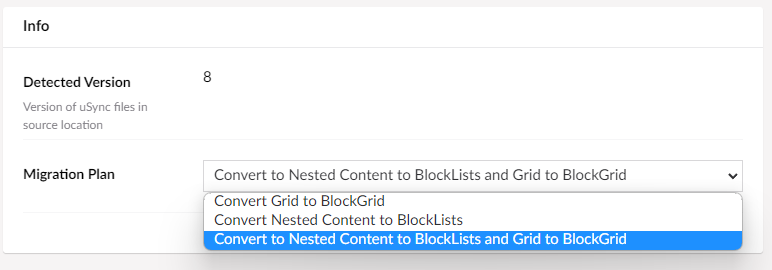 Info
Detected Version
8
Version of uSync files in
source location
Migration Plan
Convert to Nested Content to BlockLists and Grid to BlockGrid
Convert Grid to BlockGrid
Convert Nested Content to BlockLists
Convert to Nested Content to BlockLists and Grid to BlockGrid